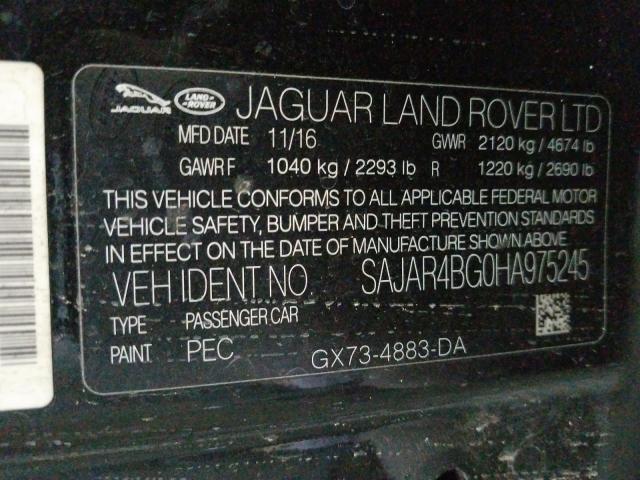 JAGUAR LAND ROVER JAGUAR LAND ROVER LTD
MFD DATE 11/16 GWR 2120 kg / 4674 lb
GAWR F 1040 kg / 2293 lb R 1220 kg / 2690 lb
THIS VEHICLE CONFORMS TO ALL APPLICABLE FEDERAL MOTOR
VEHICLE SAFETY, BUMPER AND THEFT PREVENTION STANDARDS
IN EFFECT ON THE DATE OF MANUFACTURE SHOWN ABOVE
VEH IDENT NO. SAJAR4BG0HA975245
TYPE PASSENGER CAR
PAINT PEC GX73-4883-DA